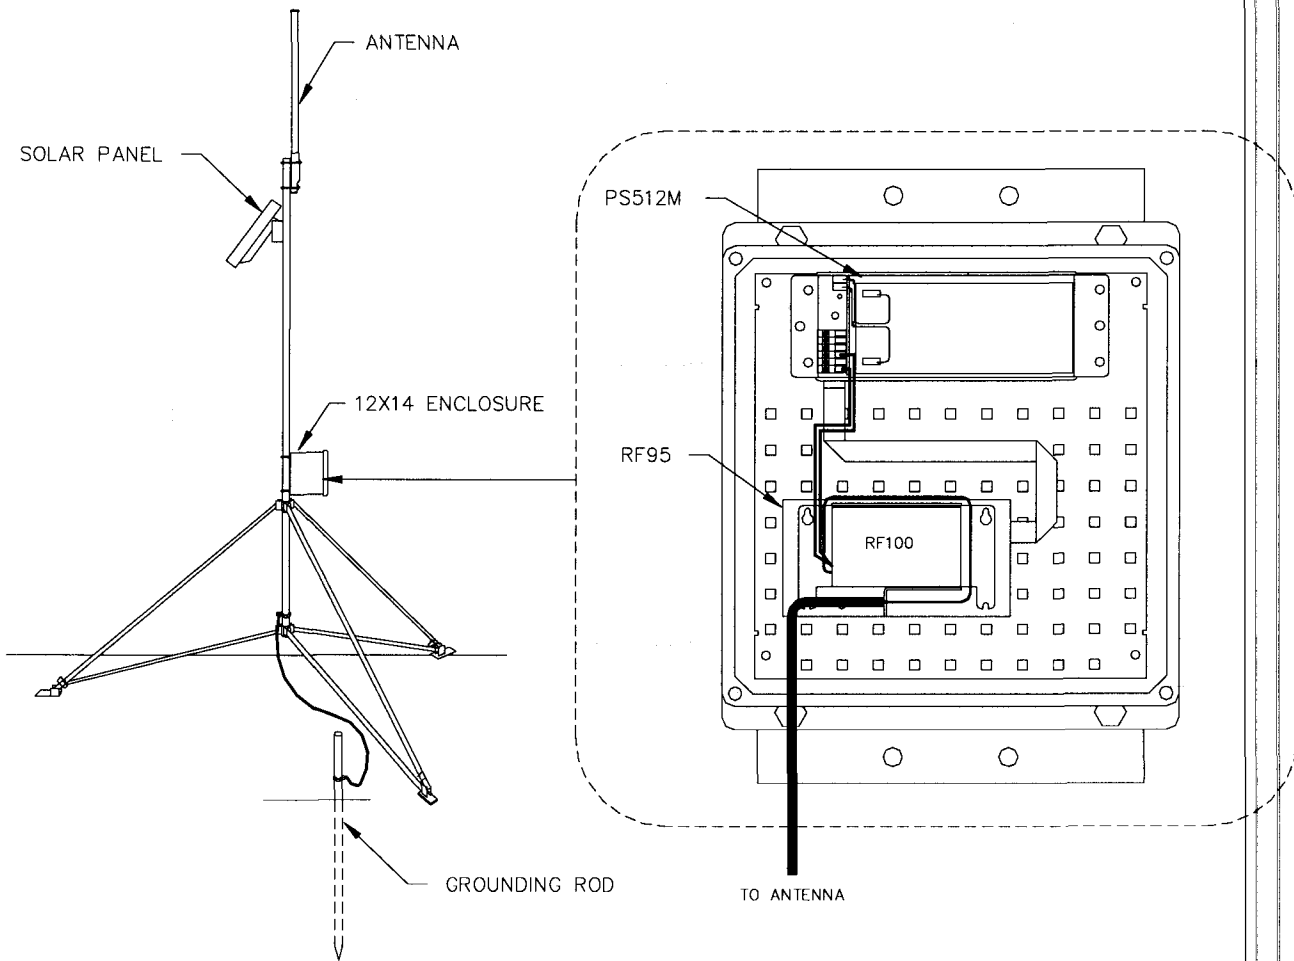 ANTENNA
SOLAR PANEL
PS512M
12X14 ENCLOSURE
RF95
RF100
GROUNDING ROD
TO ANTENNA